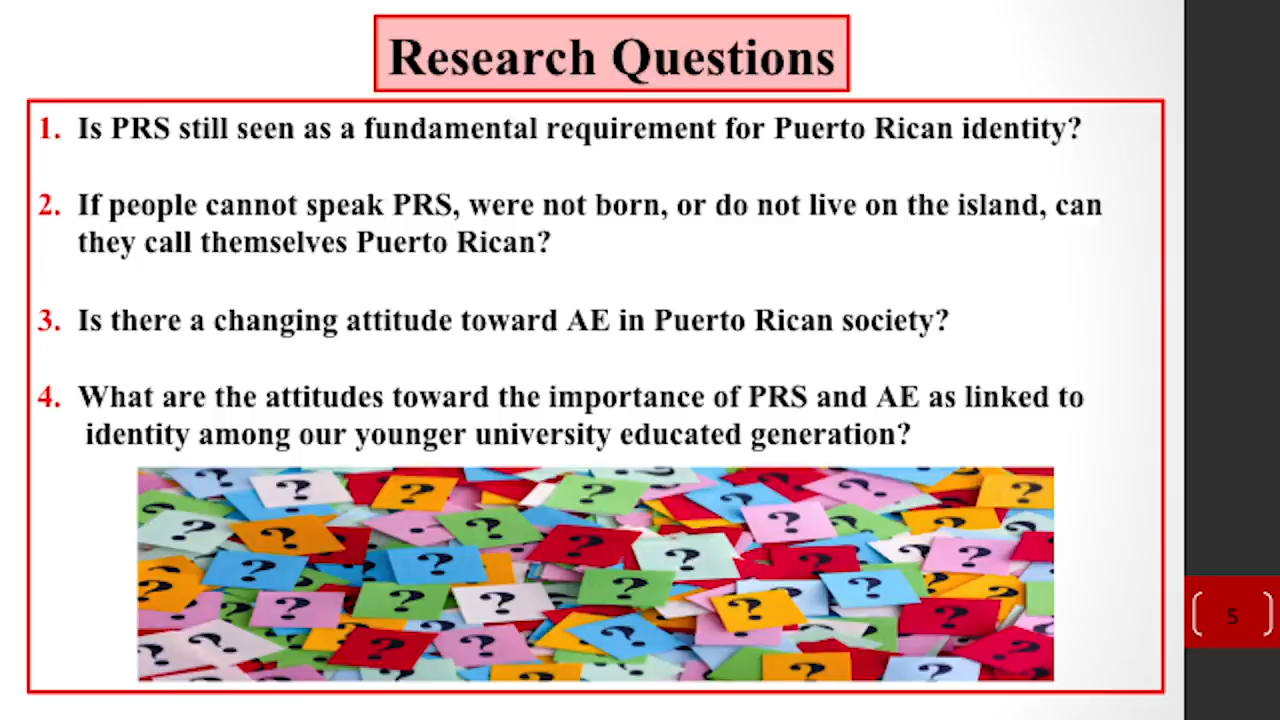 Research Questions
1. Is PRS still seen as a fundamental requirement for Puerto Rican identity?
2. If people cannot speak PRS, were not born, or do not live on the island, can
they call themselves Puerto Rican?
3. Is there a changing attitude toward AE in Puerto Rican society?
4. What are the attitudes toward the importance of PRS and AE as linked to
identity among our younger university educated generation?
5